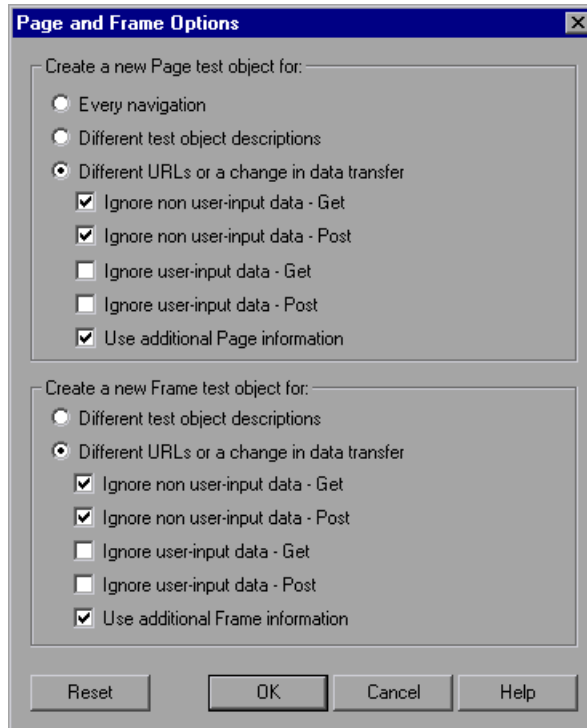 Page and Frame Options
Create a new Page test object for:
Every navigation
Different test object descriptions
Different URLs or a change in data transfer
Ignore non user-input data - Get
Ignore non user-input data - Post
Ignore user-input data - Get
Ignore user-input data - Post
Use additional Page information
Create a new Frame test object for:
Different test object descriptions
Different URLs or a change in data transfer
Ignore non user-input data - Get
Ignore non user-input data - Post
Ignore user-input data - Get
Ignore user-input data - Post
Use additional Frame information
Reset OK Cancel Help